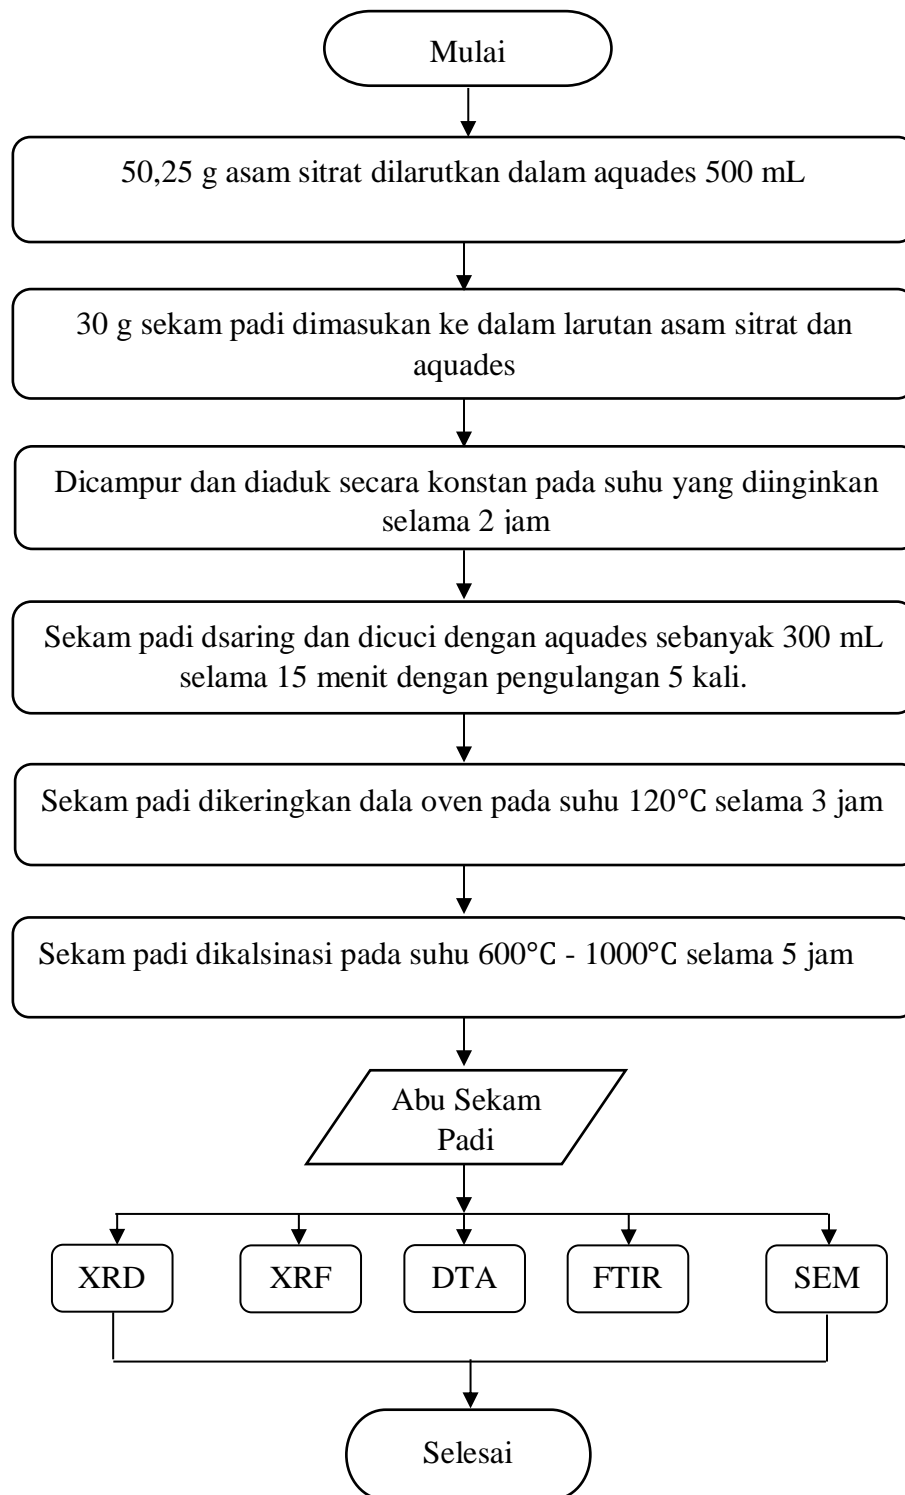 Mulai
50,25 g asam sitrat dilarutkan dalam aquades 500 mL
30 g sekam padi dimasukan ke dalam larutan asam sitrat dan
aquades
Dicampur dan diaduk secara konstan pada suhu yang diinginkan
selama 2 jam
Sekam padi dsaring dan dicuci dengan aquades sebanyak 300 mL
selama 15 menit dengan pengulangan 5 kali.
Sekam padi dikeringkan dala oven pada suhu 120°C selama 3 jam
Sekam padi dikalsinasi pada suhu 600°C - 1000°C selama 5 jam
Abu Sekam
Padi
XRD XRF DTA FTIR SEM
Selesai